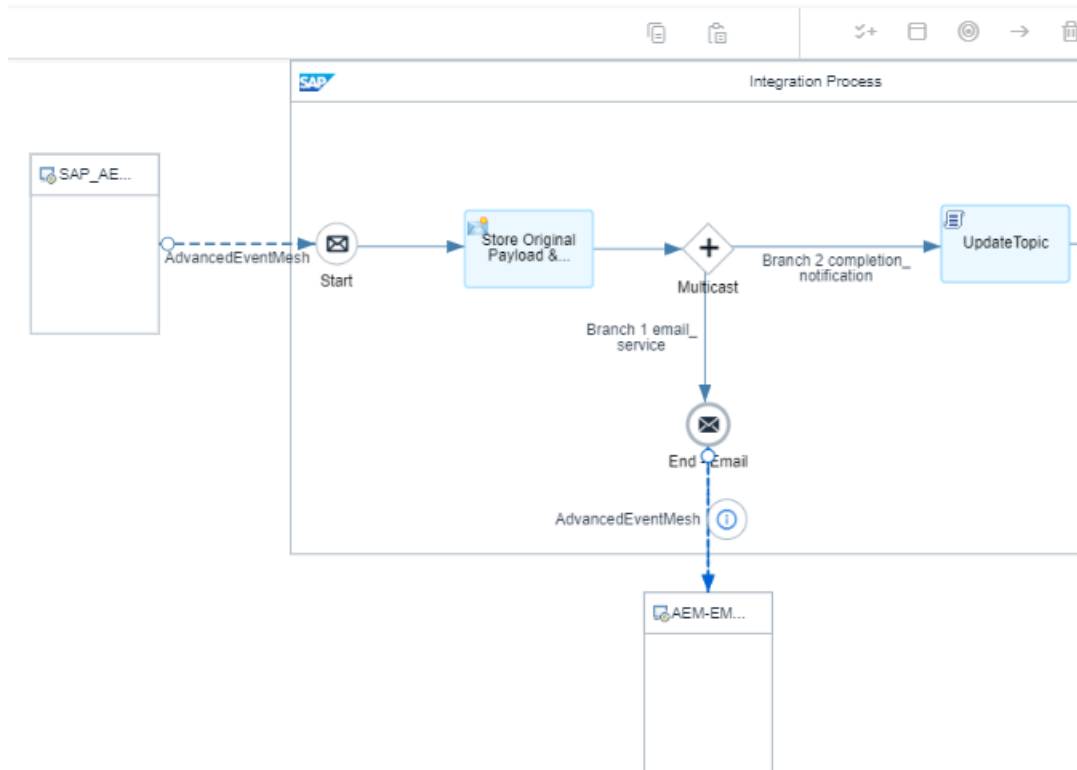 SAP
Integration Process
SAP_AE...
AdvancedEventMesh
Start
Store Original
Payload &...
Multicast
Branch 2 completion_
notification
UpdateTopic
Branch 1 email_
service
End - Email
AdvancedEventMesh
AEM-EM...